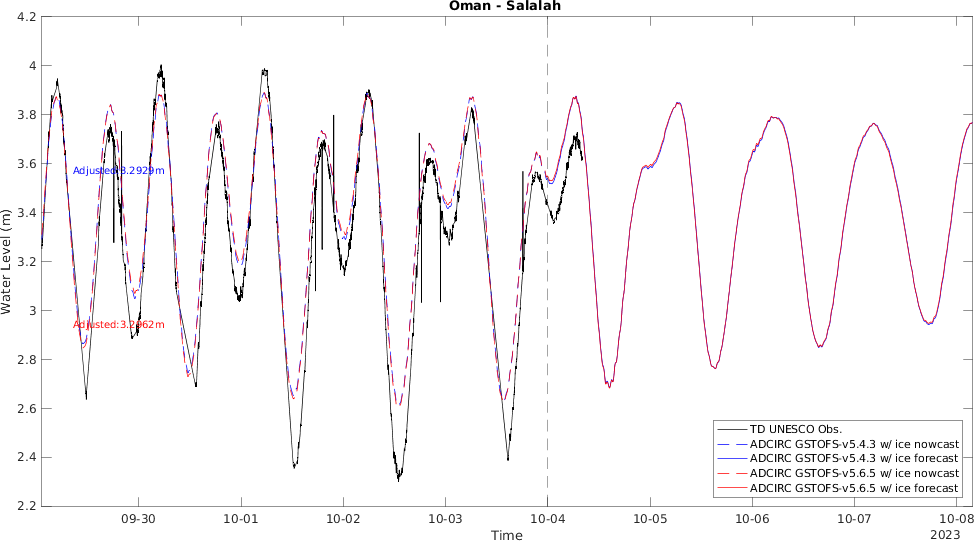 Oman - Salalah
4.2
4
3.8
3.6
3.4
3.2
3
2.8
2.6
2.4
2.2
Water Level (m)
Adjusted:3.2929m
Adjusted:3.2962m
TD UNESCO Obs.
ADCIRC GSTOFS-v5.4.3 w/ ice nowcast
ADCIRC GSTOFS-v5.4.3 w/ ice forecast
ADCIRC GSTOFS-v5.6.5 w/ ice nowcast
ADCIRC GSTOFS-v5.6.5 w/ ice forecast
09-30 10-01 10-02 10-03 10-04 10-05 10-06 10-07 10-08
2023
Time